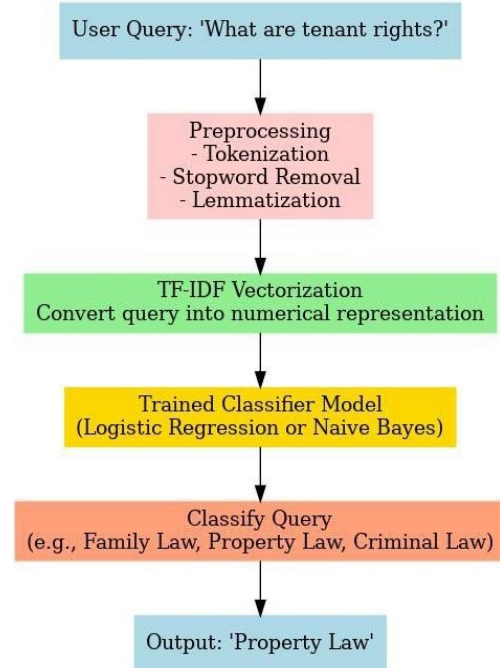 User Query: 'What are tenant rights?'
Preprocessing
- Tokenization
- Stopword Removal
- Lemmatization
TF-IDF Vectorization
Convert query into numerical representation
Trained Classifier Model
(Logistic Regression or Naive Bayes)
Classify Query
(e.g., Family Law, Property Law, Criminal Law)
Output: 'Property Law'